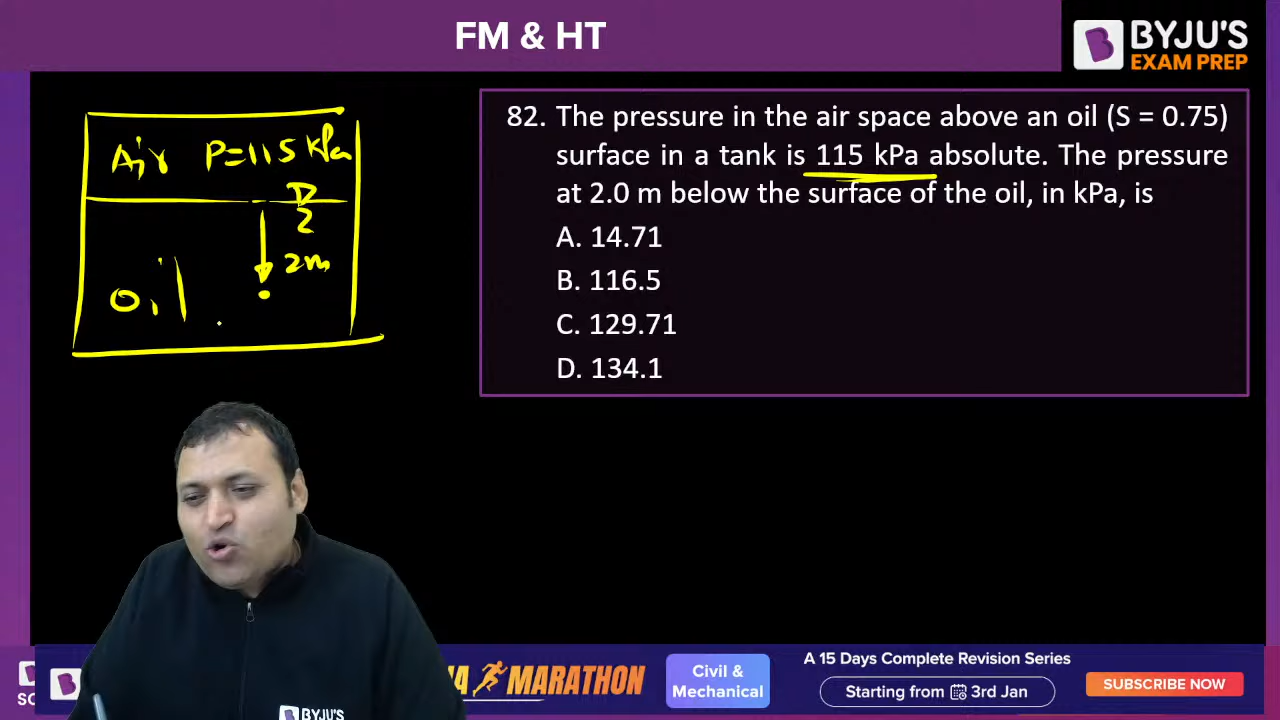 FM & HT
BYJU'S
EXAM PREP
Air P=115 kPa
2m
Oil
82. The pressure in the air space above an oil (S = 0.75)
surface in a tank is 115 kPa absolute. The pressure
at 2.0 m below the surface of the oil, in kPa, is
A. 14.71
B. 116.5
C. 129.71
D. 134.1
BYJU'S
MARATHON
Civil &
Mechanical
A 15 Days Complete Revision Series
Starting from 3rd Jan
SUBSCRIBE NOW